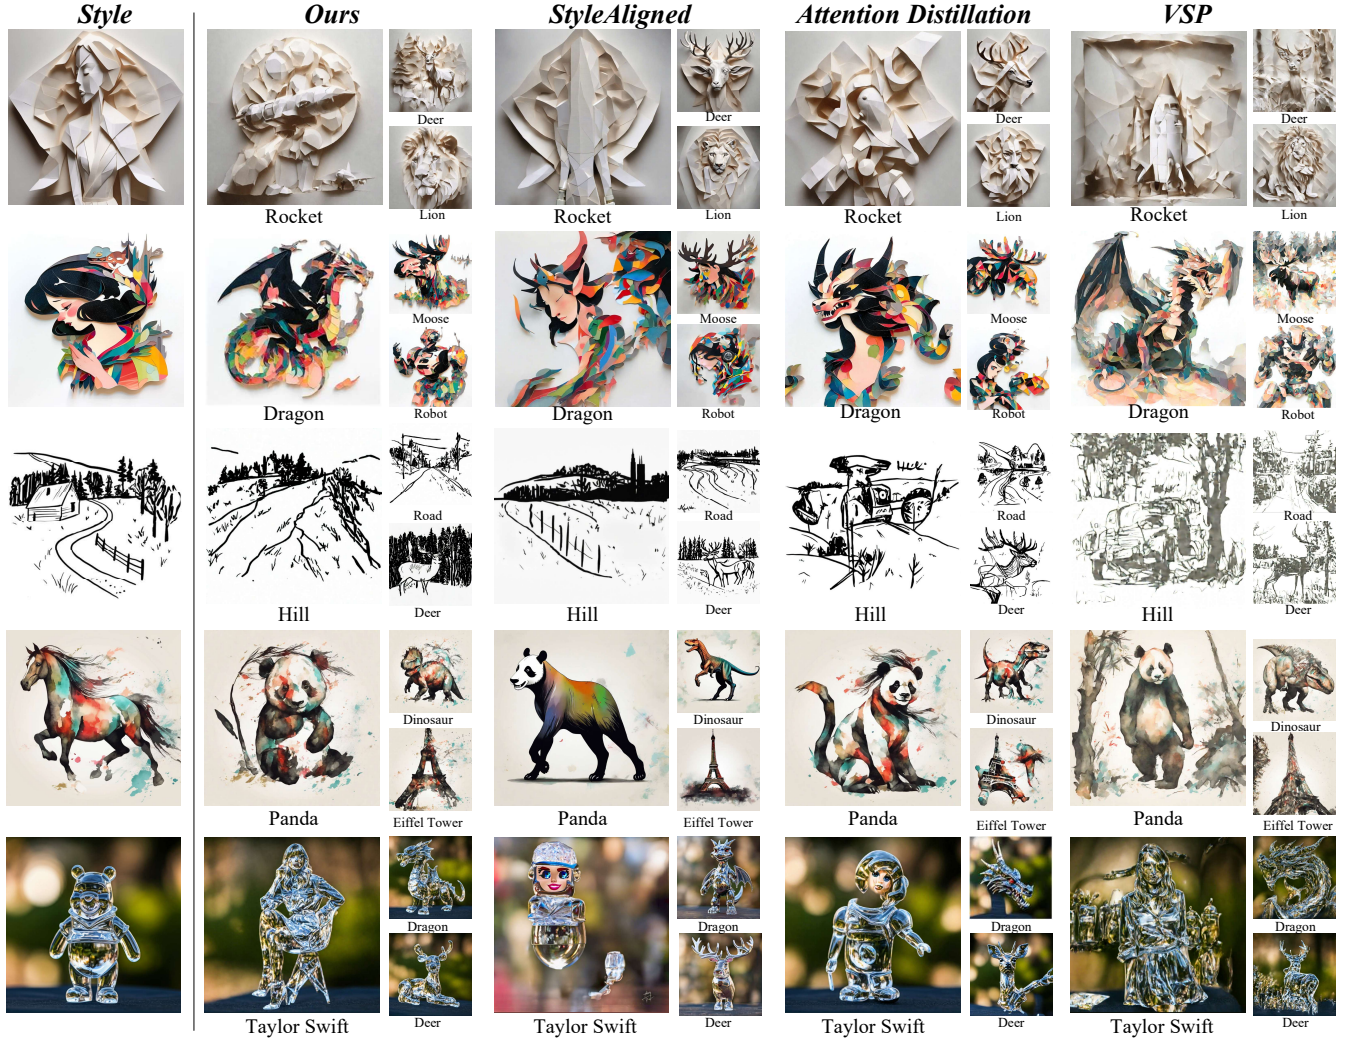 Style Ours StyleAligned Attention Distillation VSP
Deer Deer Deer Deer
Lion Lion Lion Lion
Rocket Rocket Rocket Rocket
Moose Moose Moose Moose
Robot Robot Robot Robot
Dragon Dragon Dragon Dragon
Road Road Road Road
Deer Deer Deer Deer
Hill Hill Hill Hill
Dinosaur Dinosaur Dinosaur Dinosaur
Eiffel Tower Eiffel Tower Eiffel Tower Eiffel Tower
Panda Panda Panda Panda
Dragon Dragon Dragon Dragon
Deer Deer Deer Deer
Taylor Swift Taylor Swift Taylor Swift Taylor Swift